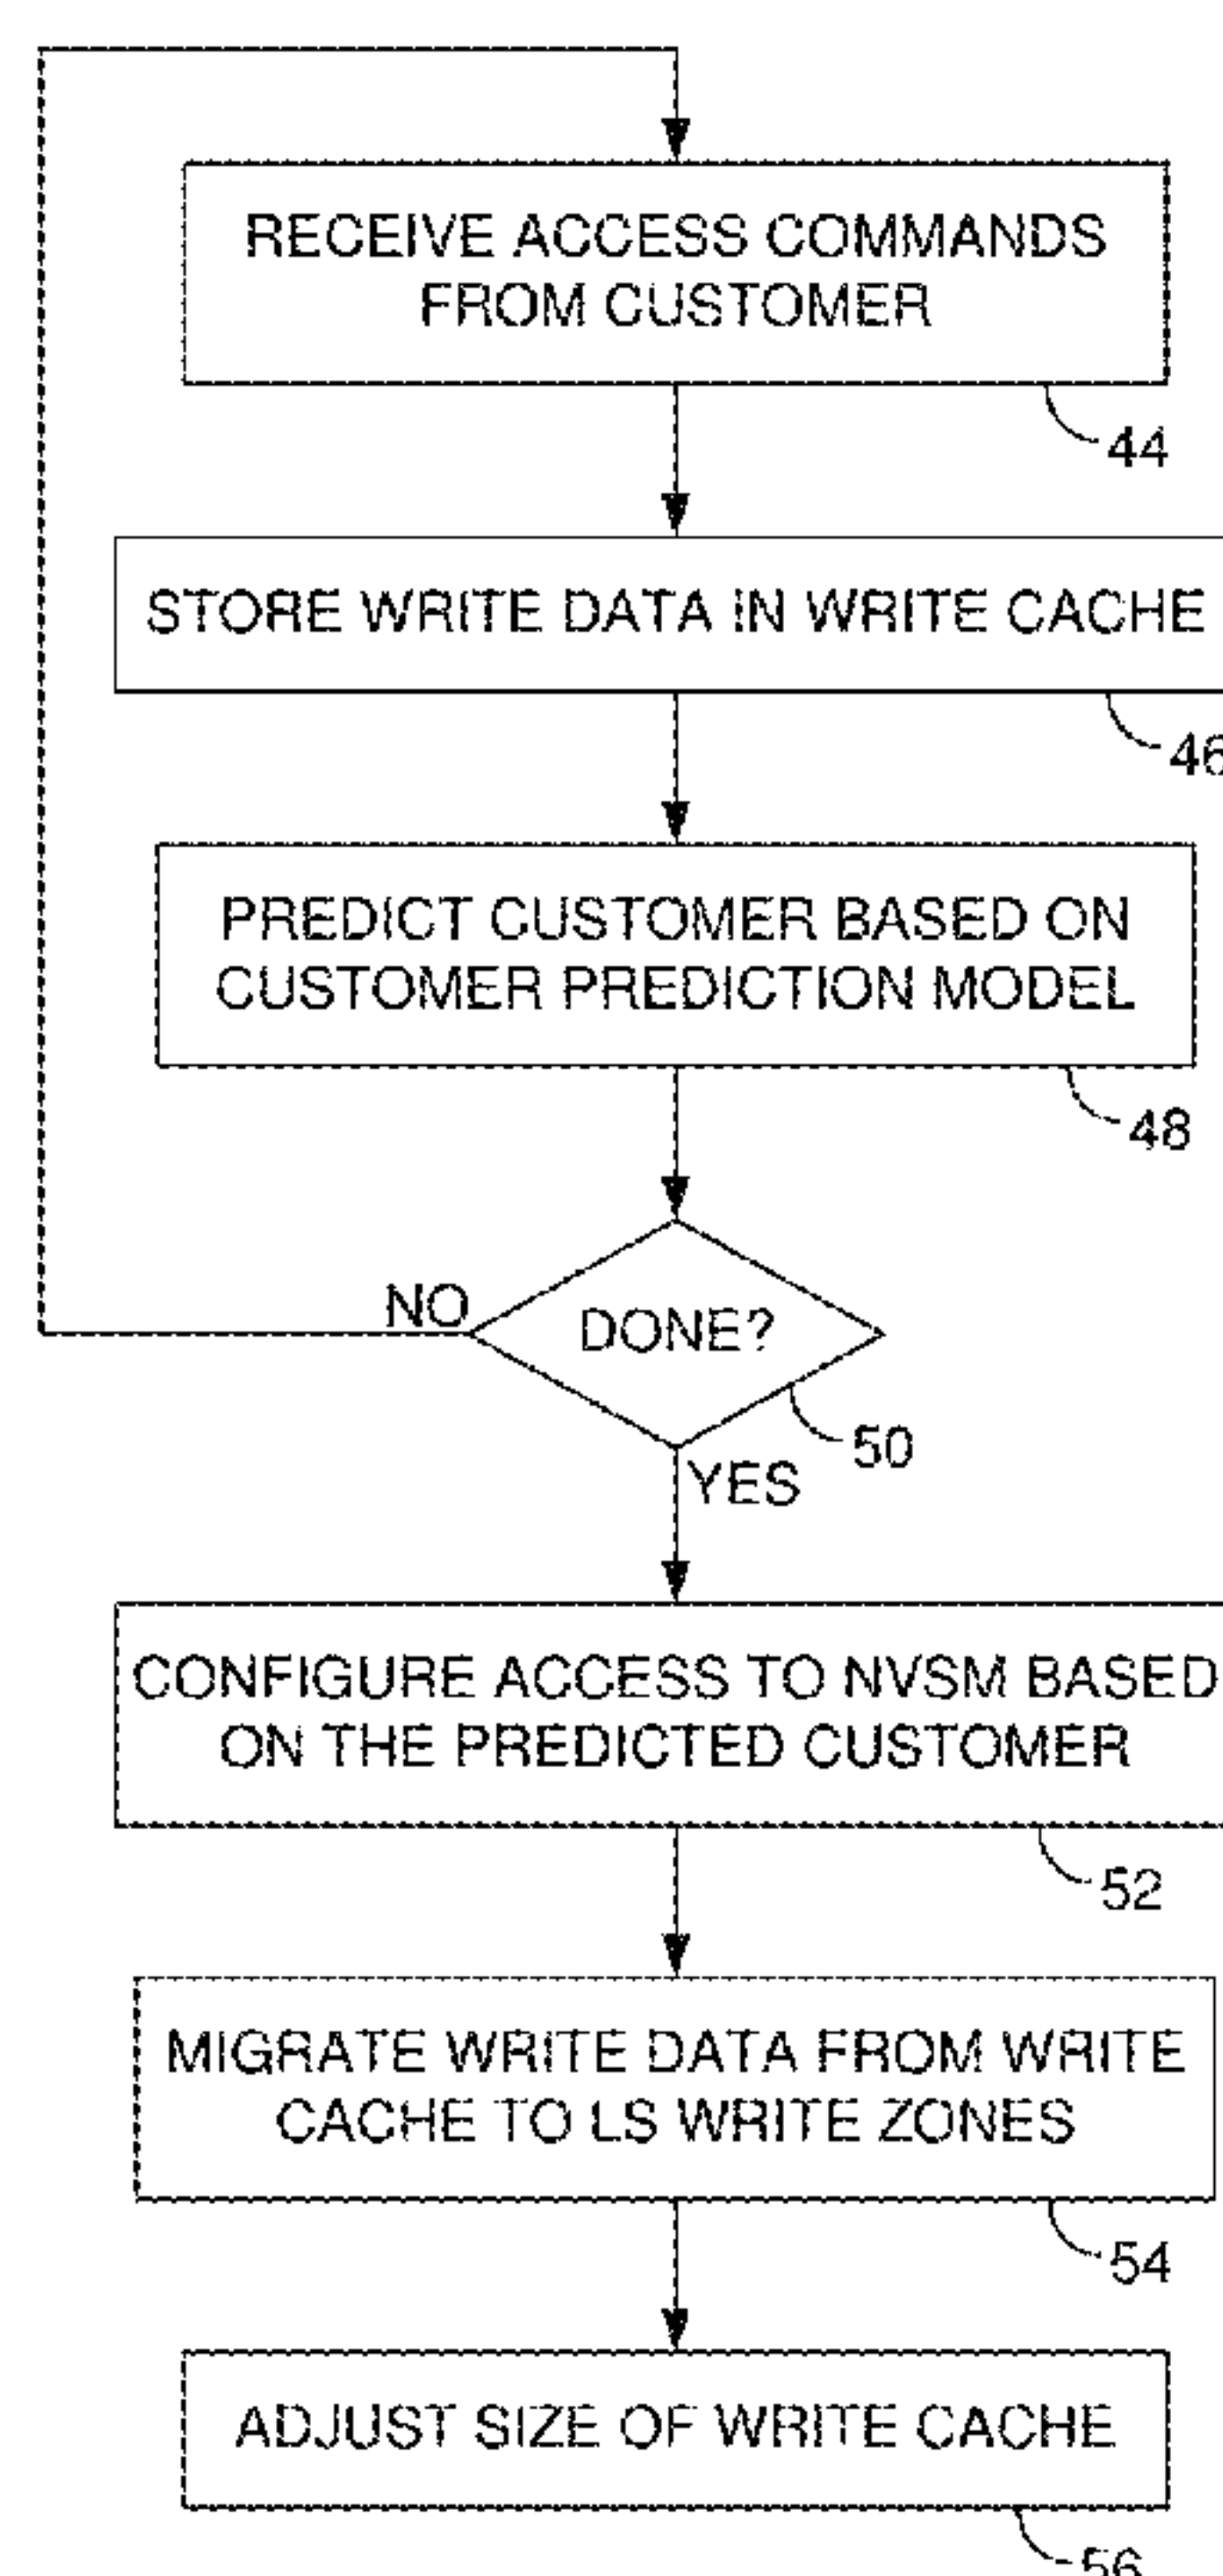 RECEIVE ACCESS COMMANDS
FROM CUSTOMER
44
STORE WRITE DATA IN WRITE CACHE
46
PREDICT CUSTOMER BASED ON
CUSTOMER PREDICTION MODEL
48
NO
DONE?
50
YES
CONFIGURE ACCESS TO NVSM BASED
ON THE PREDICTED CUSTOMER
52
MIGRATE WRITE DATA FROM WRITE
CACHE TO LS WRITE ZONES
54
ADJUST SIZE OF WRITE CACHE
56